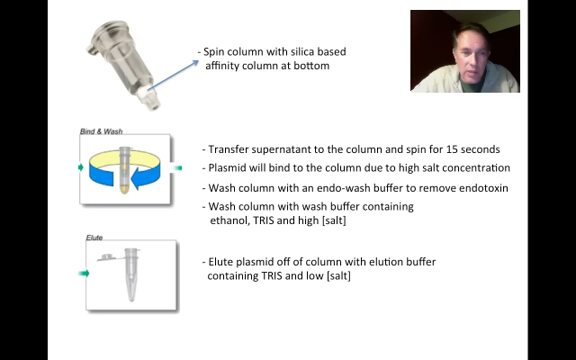 - Spin column with silica based
affinity column at bottom
Bind & Wash
- Transfer supernatant to the column and spin for 15 seconds
- Plasmid will bind to the column due to high salt concentration
- Wash column with an endo-wash buffer to remove endotoxin
- Wash column with wash buffer containing
ethanol, TRIS and high [salt]
Elute
- Elute plasmid off of column with elution buffer
containing TRIS and low [salt]